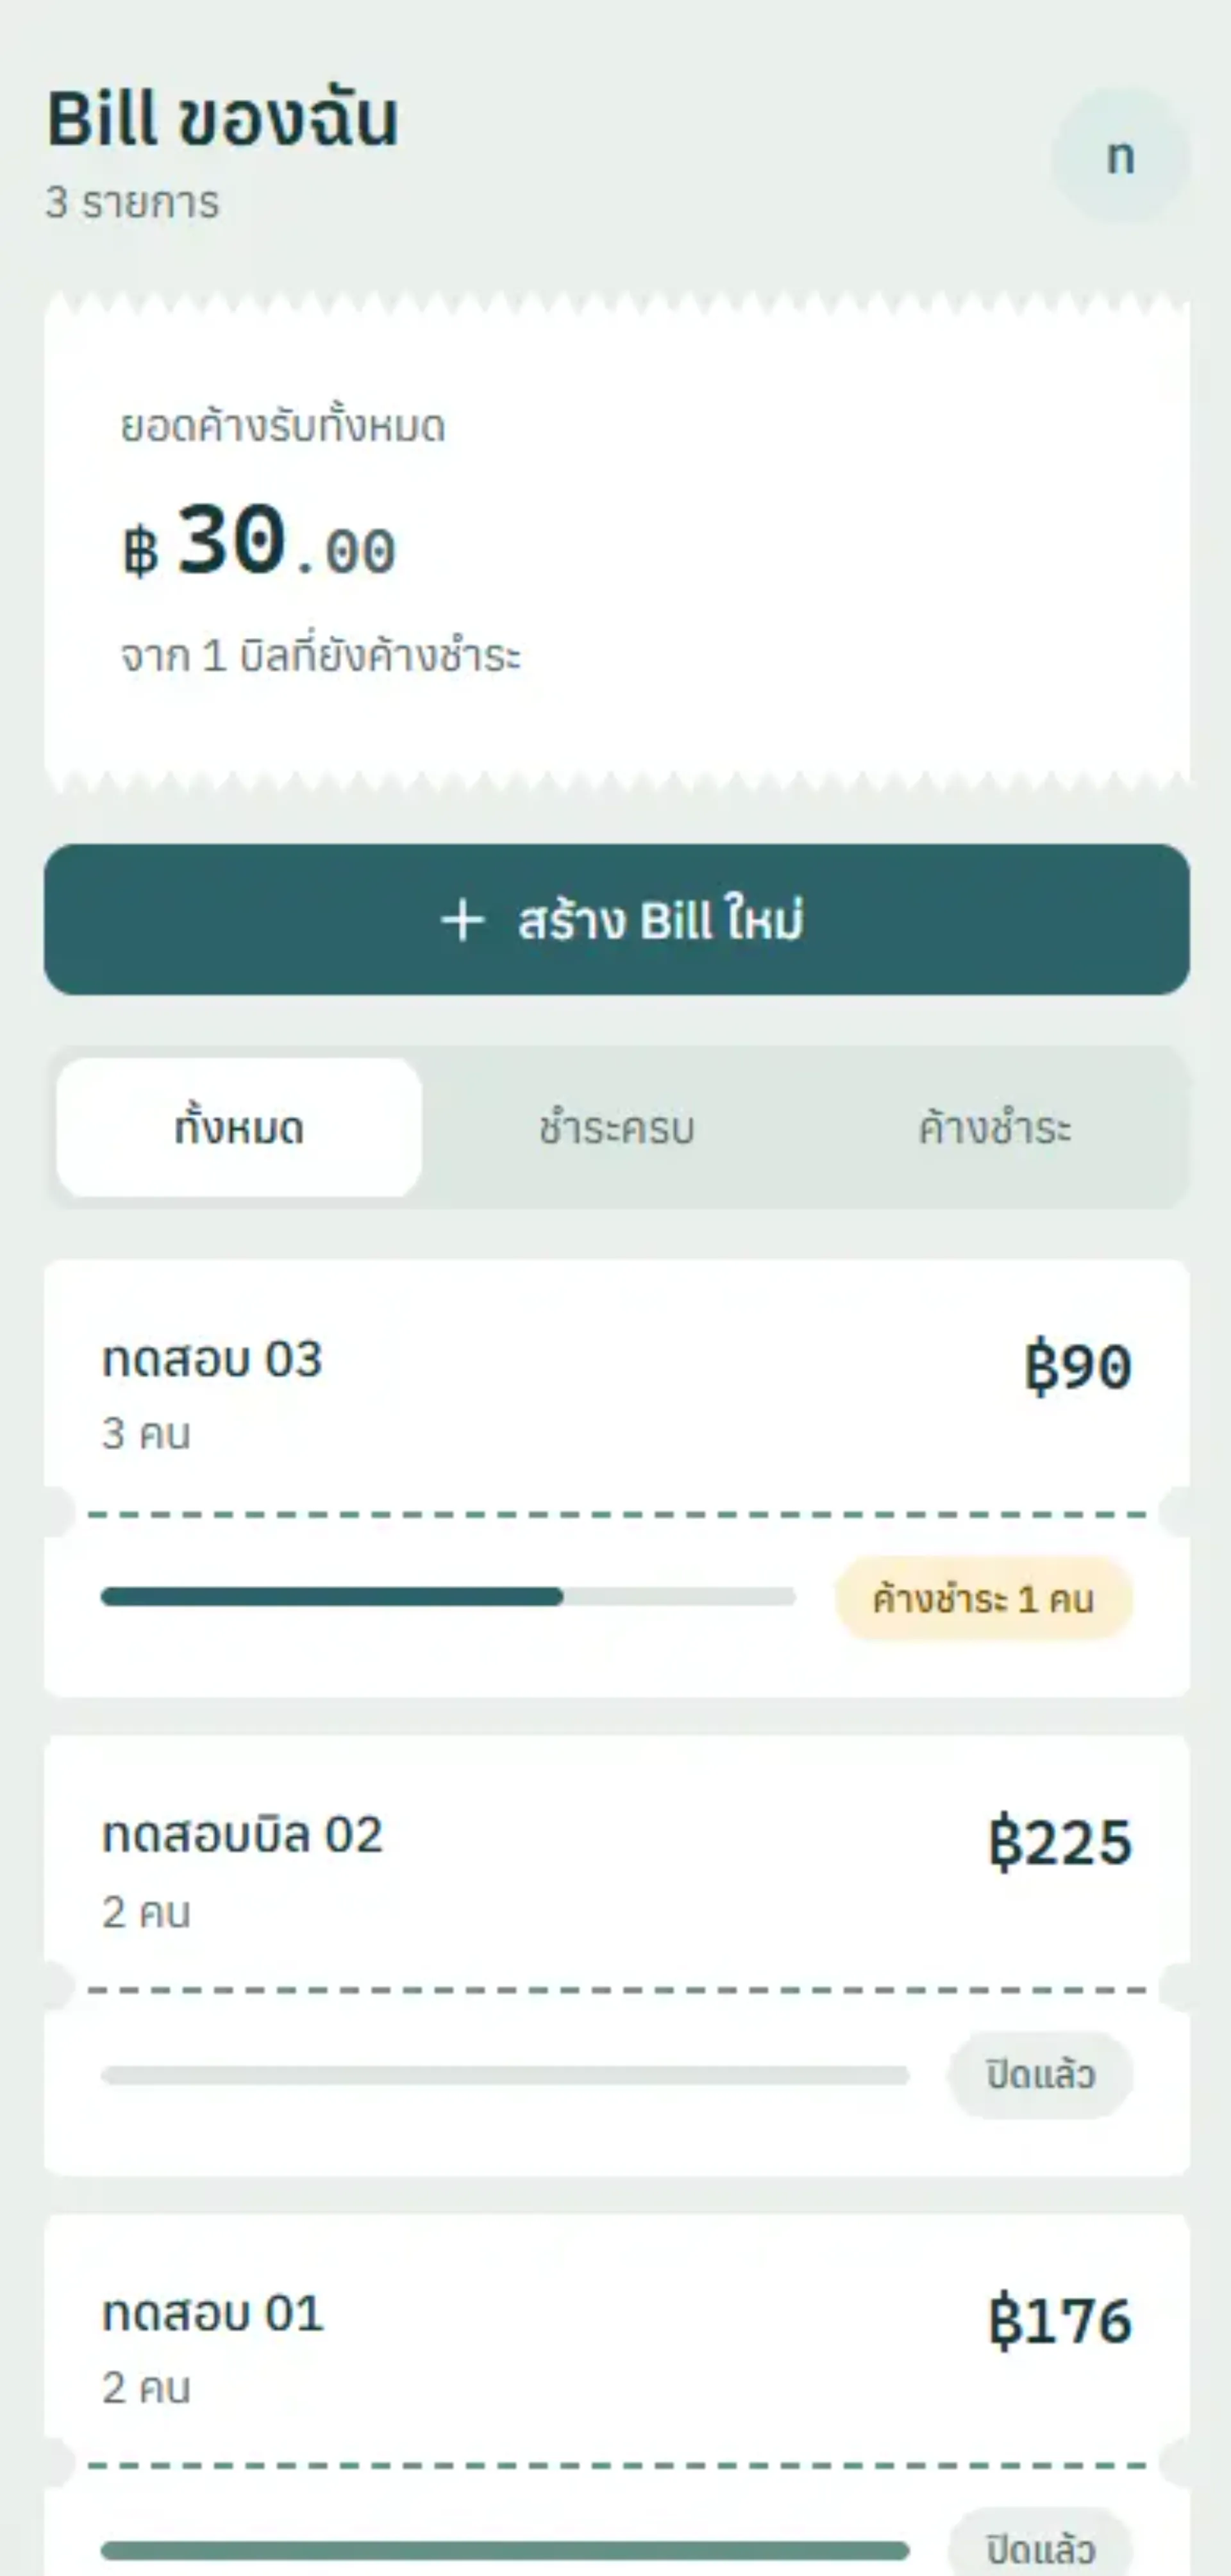 Bill ของฉัน
ท
3 รายการ
ยอดค้างรับทั้งหมด
฿ 30.00
จาก 1 บิลที่ยังค้างชำระ
+ สร้าง Bill ใหม่
ทั้งหมด ชำระครบ ค้างชำระ
ทดสอบ 03 ฿90
3 คน
ค้างชำระ 1 คน
ทดสอบบิล 02 ฿225
2 คน
ปิดแล้ว
ทดสอบ 01 ฿176
2 คน
ปิดแล้ว